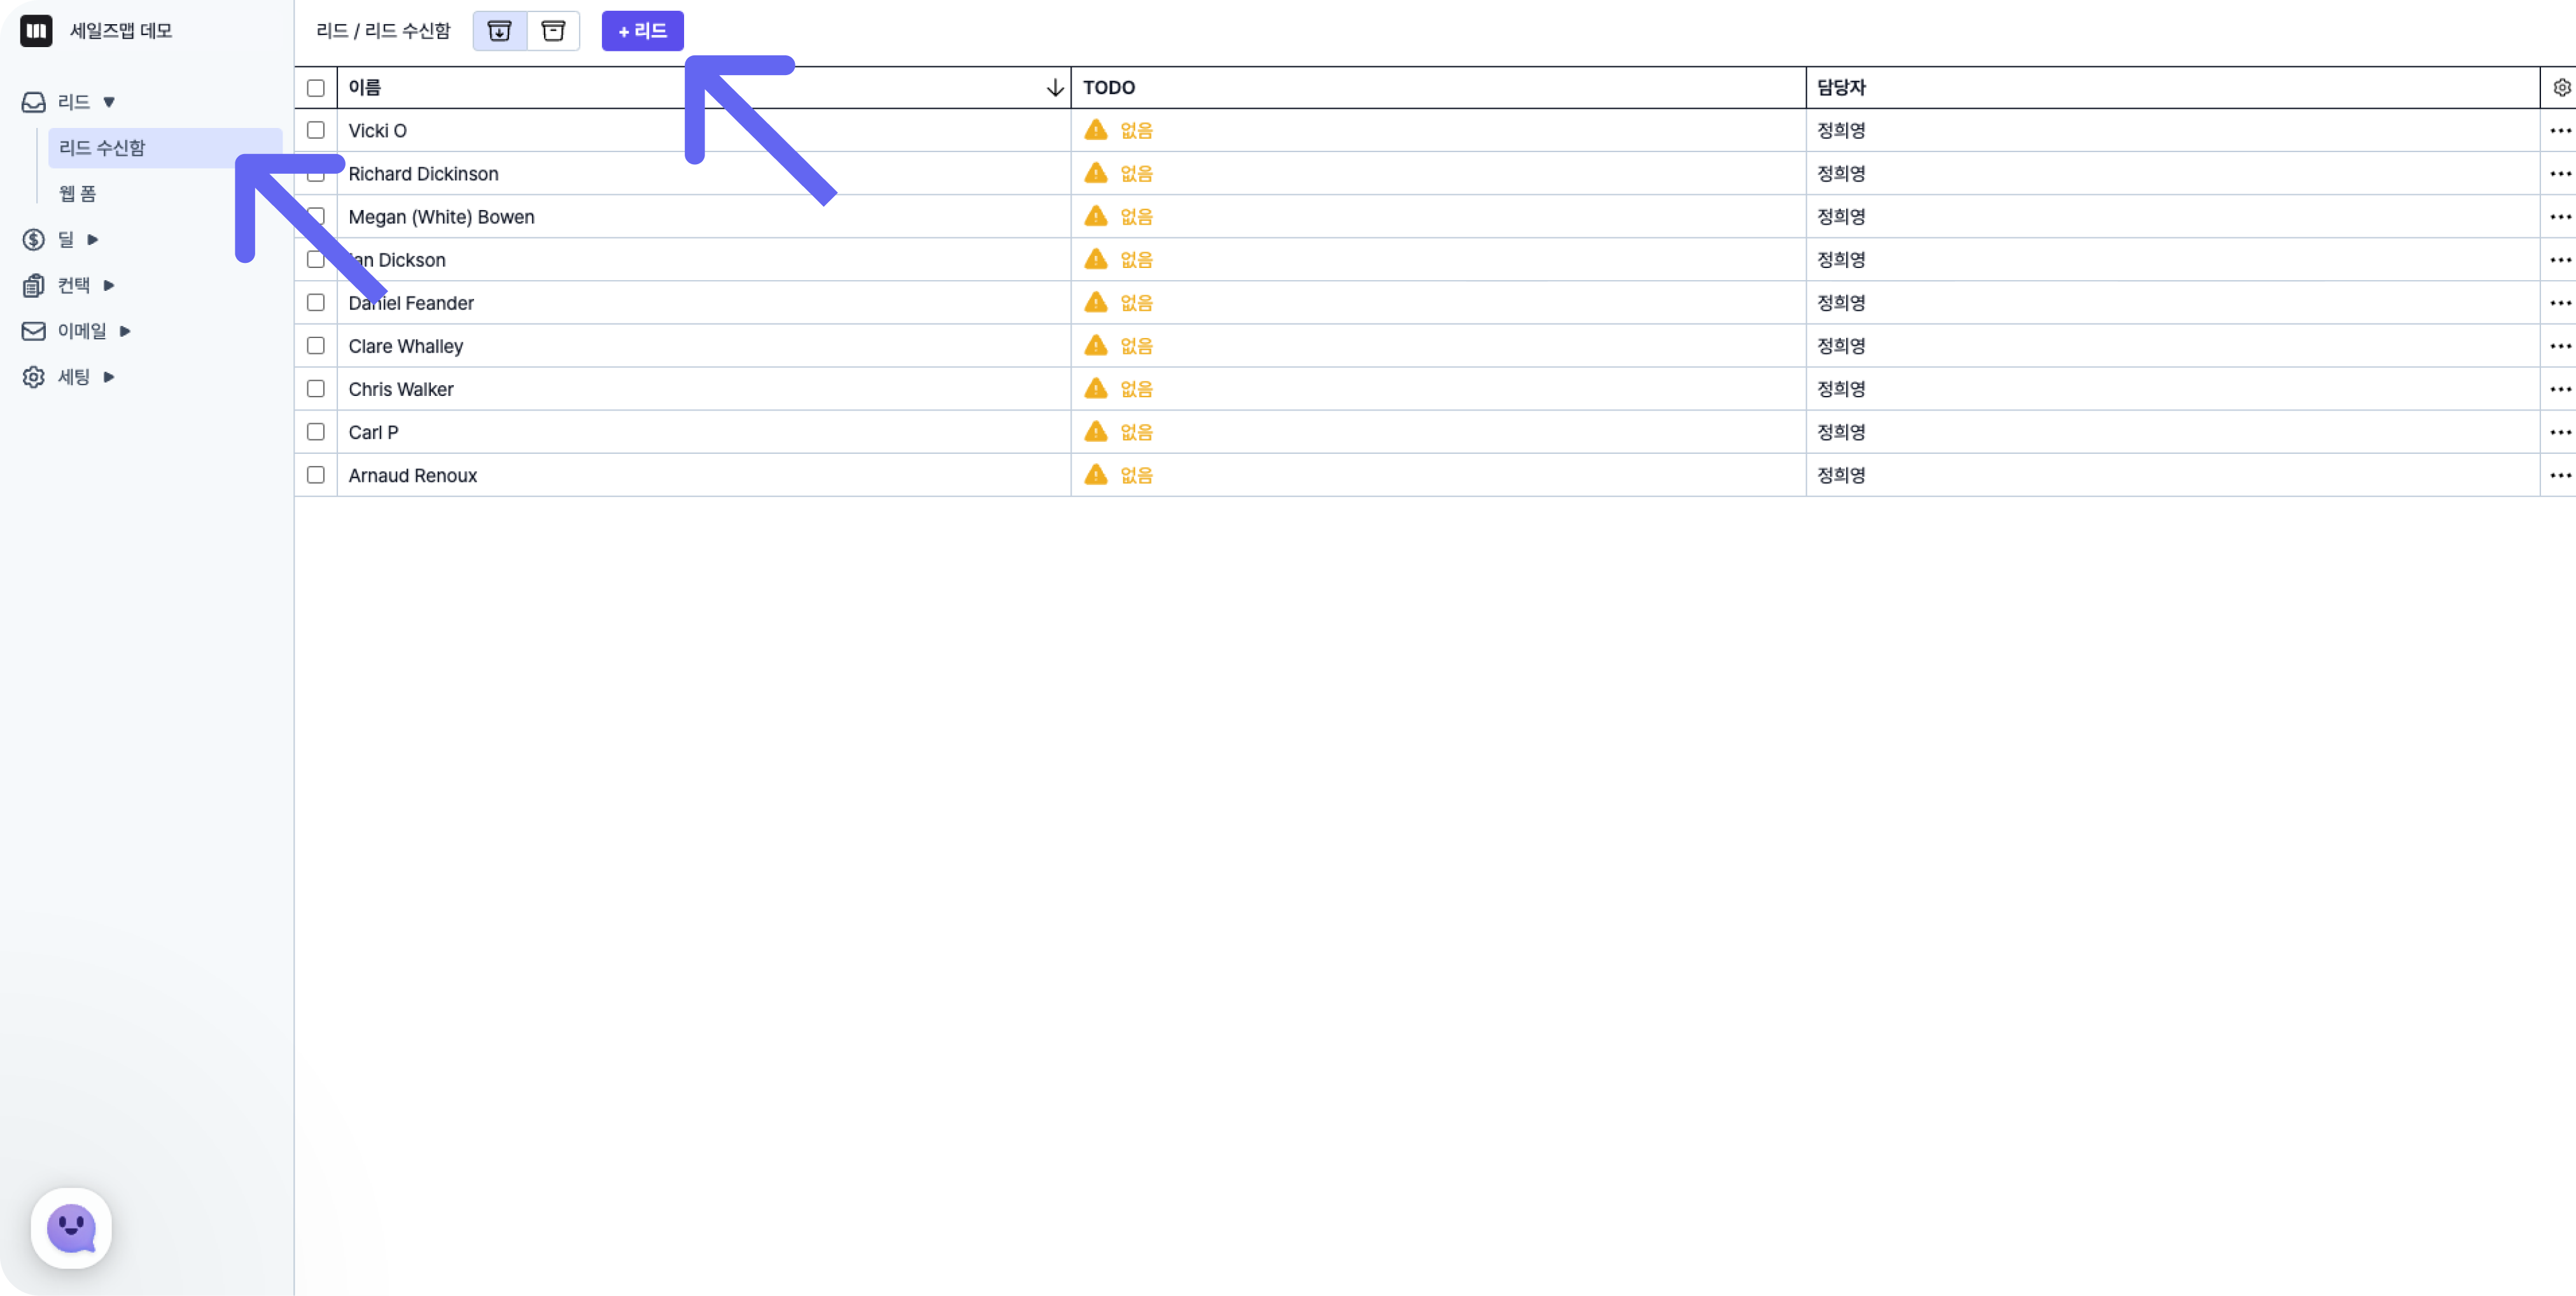 세일즈맵 데모
리드
리드 수신함
웹 폼
딜
컨택
이메일
세팅
리드 / 리드 수신함
+ 리드
이름 TODO 담당자
Vicki O 없음 정희영
Richard Dickinson 없음 정희영
Megan (White) Bowen 없음 정희영
an Dickson 없음 정희영
Daniel Feander 없음 정희영
Clare Whalley 없음 정희영
Chris Walker 없음 정희영
Carl P 없음 정희영
Arnaud Renoux 없음 정희영